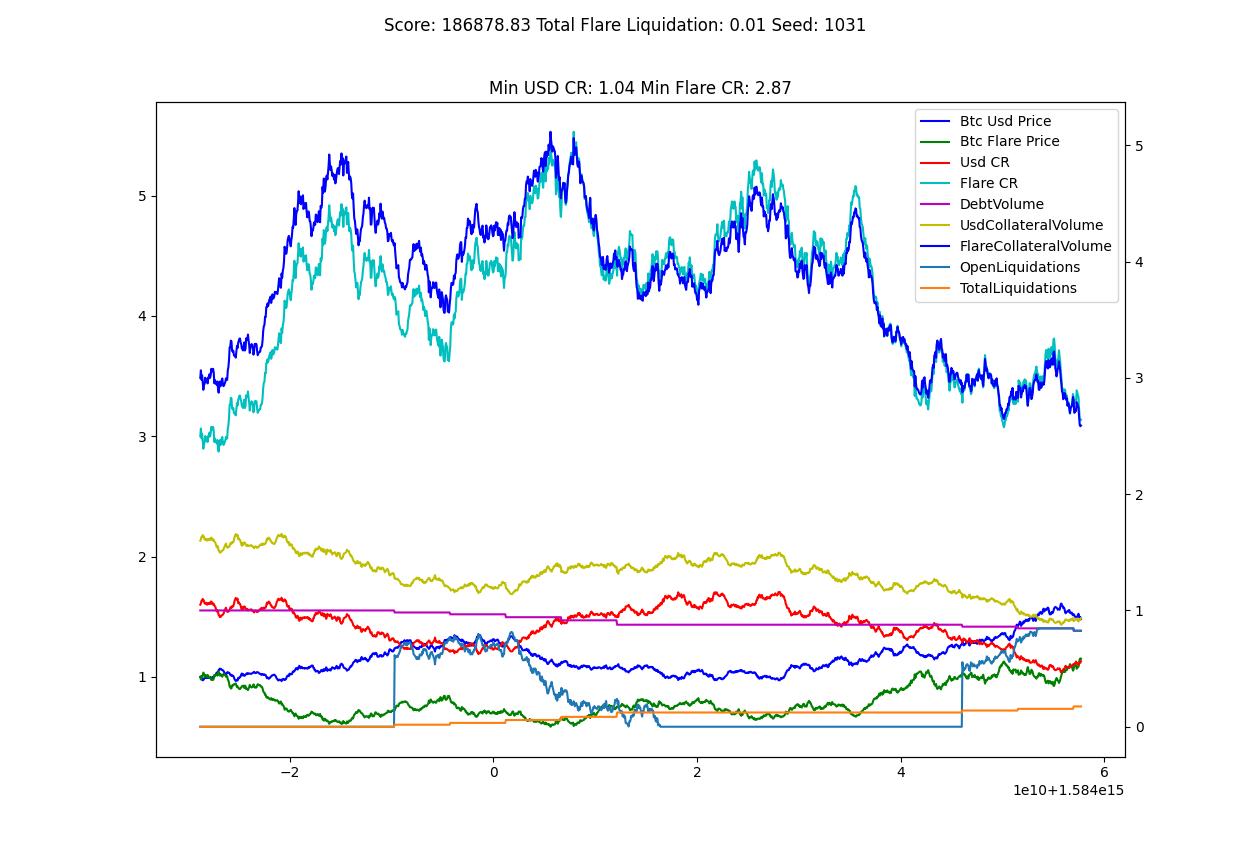 Score: 186878.83 Total Flare Liquidation: 0.01 Seed: 1031
Min USD CR: 1.04 Min Flare CR: 2.87
Btc Usd Price
Btc Flare Price
Usd CR
Flare CR
DebtVolume
UsdCollateralVolume
FlareCollateralVolume
OpenLiquidations
TotalLiquidations
5
4
3
2
1
5
4
3
2
1
0
−2
0
2
4
6
1e10+1.584e15